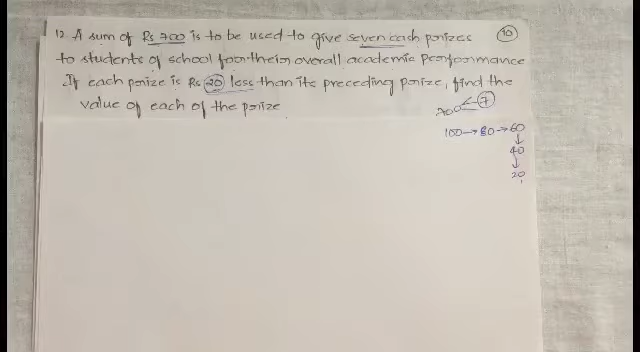 12. A sum of Rs 700 is to be used to give seven cash prizes 10
to students of school for their overall academic performance
. If each prize is Rs 20 less than its preceding prize, find the
value of each of the prize
700 ← 7
100 → 80 → 60
↓
40
↓
20